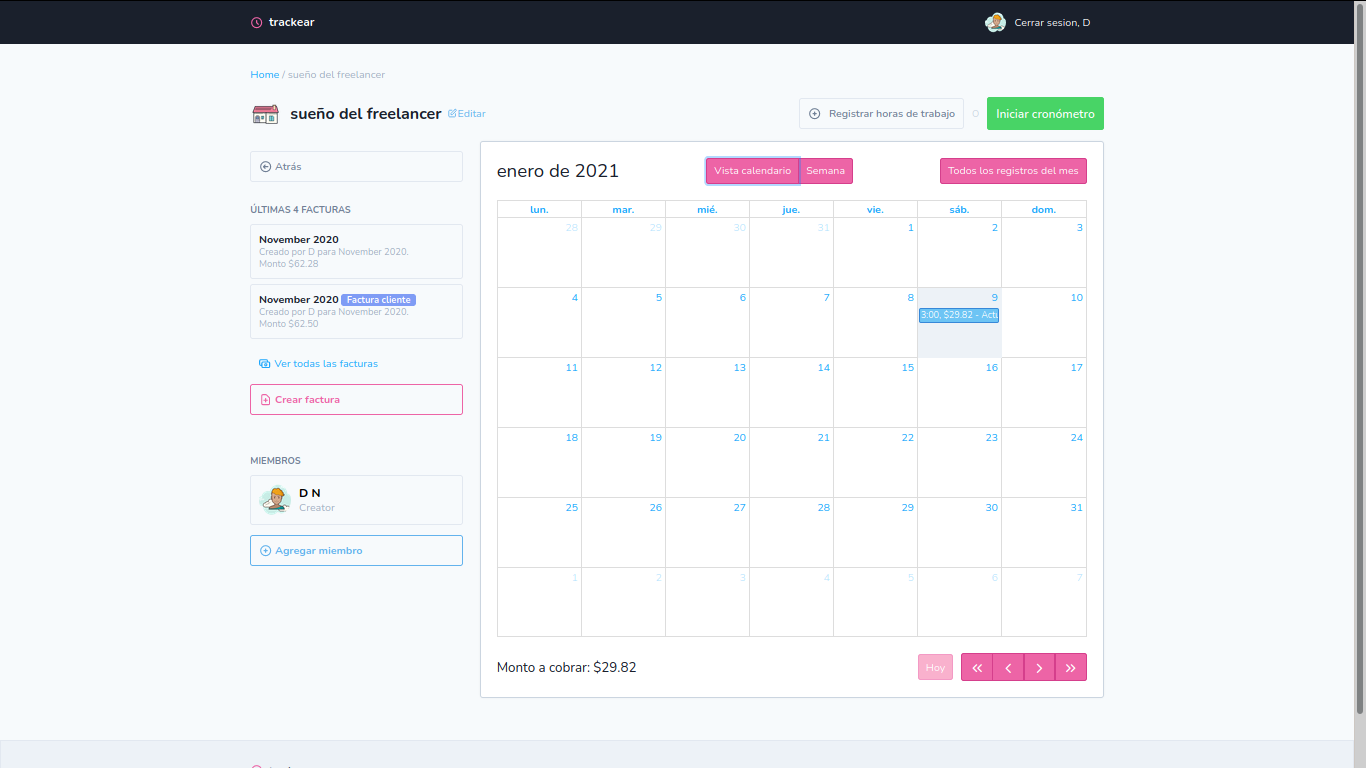 trackear
Cerrar sesion, D
Home / sueño del freelancer
sueño del freelancer Editar
Registrar horas de trabajo
o
Iniciar cronómetro
Atrás
ÚLTIMAS 4 FACTURAS
November 2020
Creado por D para November 2020.
Monto $62.28
November 2020 Factura cliente
Creado por D para November 2020.
Monto $62.50
Ver todas las facturas
Crear factura
MIEMBROS
D N
Creator
Agregar miembro
enero de 2021
Vista calendario Semana
Todos los registros del mes
lun. mar. mié. jue. vie. sáb. dom.
28 29 30 31 1 2 3
4 5 6 7 8 9 10
3:00, $29.82 - Actu
11 12 13 14 15 16 17
18 19 20 21 22 23 24
25 26 27 28 29 30 31
1 2 3 4 5 6 7
Monto a cobrar: $29.82
Hoy